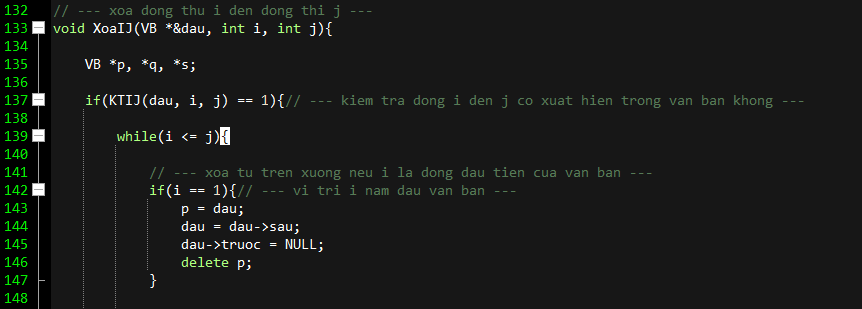 132 // --- xoa dong thu i den dong thi j ---
133 void XoaIJ(VB *&dau, int i, int j){
134
135 VB *p, *q, *s;
136
137 if(KTIJ(dau, i, j) == 1){// --- kiem tra dong i den j co xuat hien trong van ban khong ---
138
139 while(i <= j){
140
141 // --- xoa tu tren xuong neu i la dong dau tien cua van ban ---
142 if(i == 1){// --- vi tri i nam dau van ban ---
143 p = dau;
144 dau = dau->sau;
145 dau->truoc = NULL;
146 delete p;
147 }
148